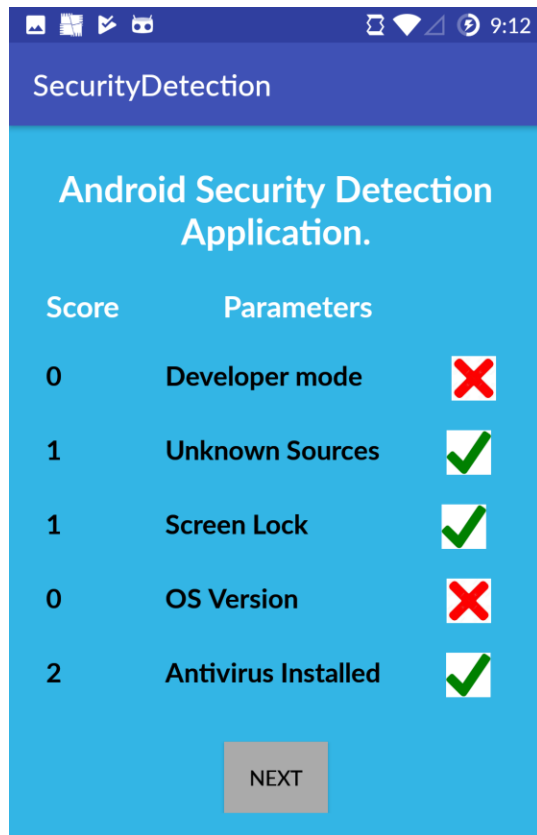 9:12
SecurityDetection
Android Security Detection
Application.
Score Parameters
0 Developer mode
1 Unknown Sources
1 Screen Lock
0 OS Version
2 Antivirus Installed
NEXT